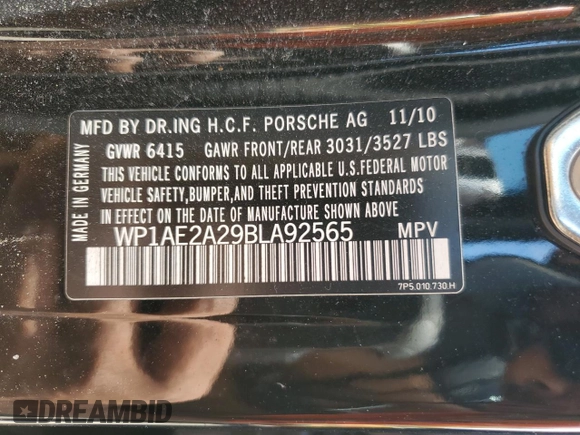 MFD BY DR.ING H.C.F. PORSCHE AG 11/10
GVWR 6415 GAWR FRONT/REAR 3031/3527 LBS
THIS VEHICLE CONFORMS TO ALL APPLICABLE U.S.FEDERAL MOTOR
VEHICLE SAFETY,BUMPER,AND THEFT PREVENTION STANDARDS
IN EFFECT ON THE DATE OF MANUFACTURE SHOWN ABOVE
WP1AE2A29BLA92565 MPV
7P5.010.730.H
MADE IN GERMANY
DREAMBID